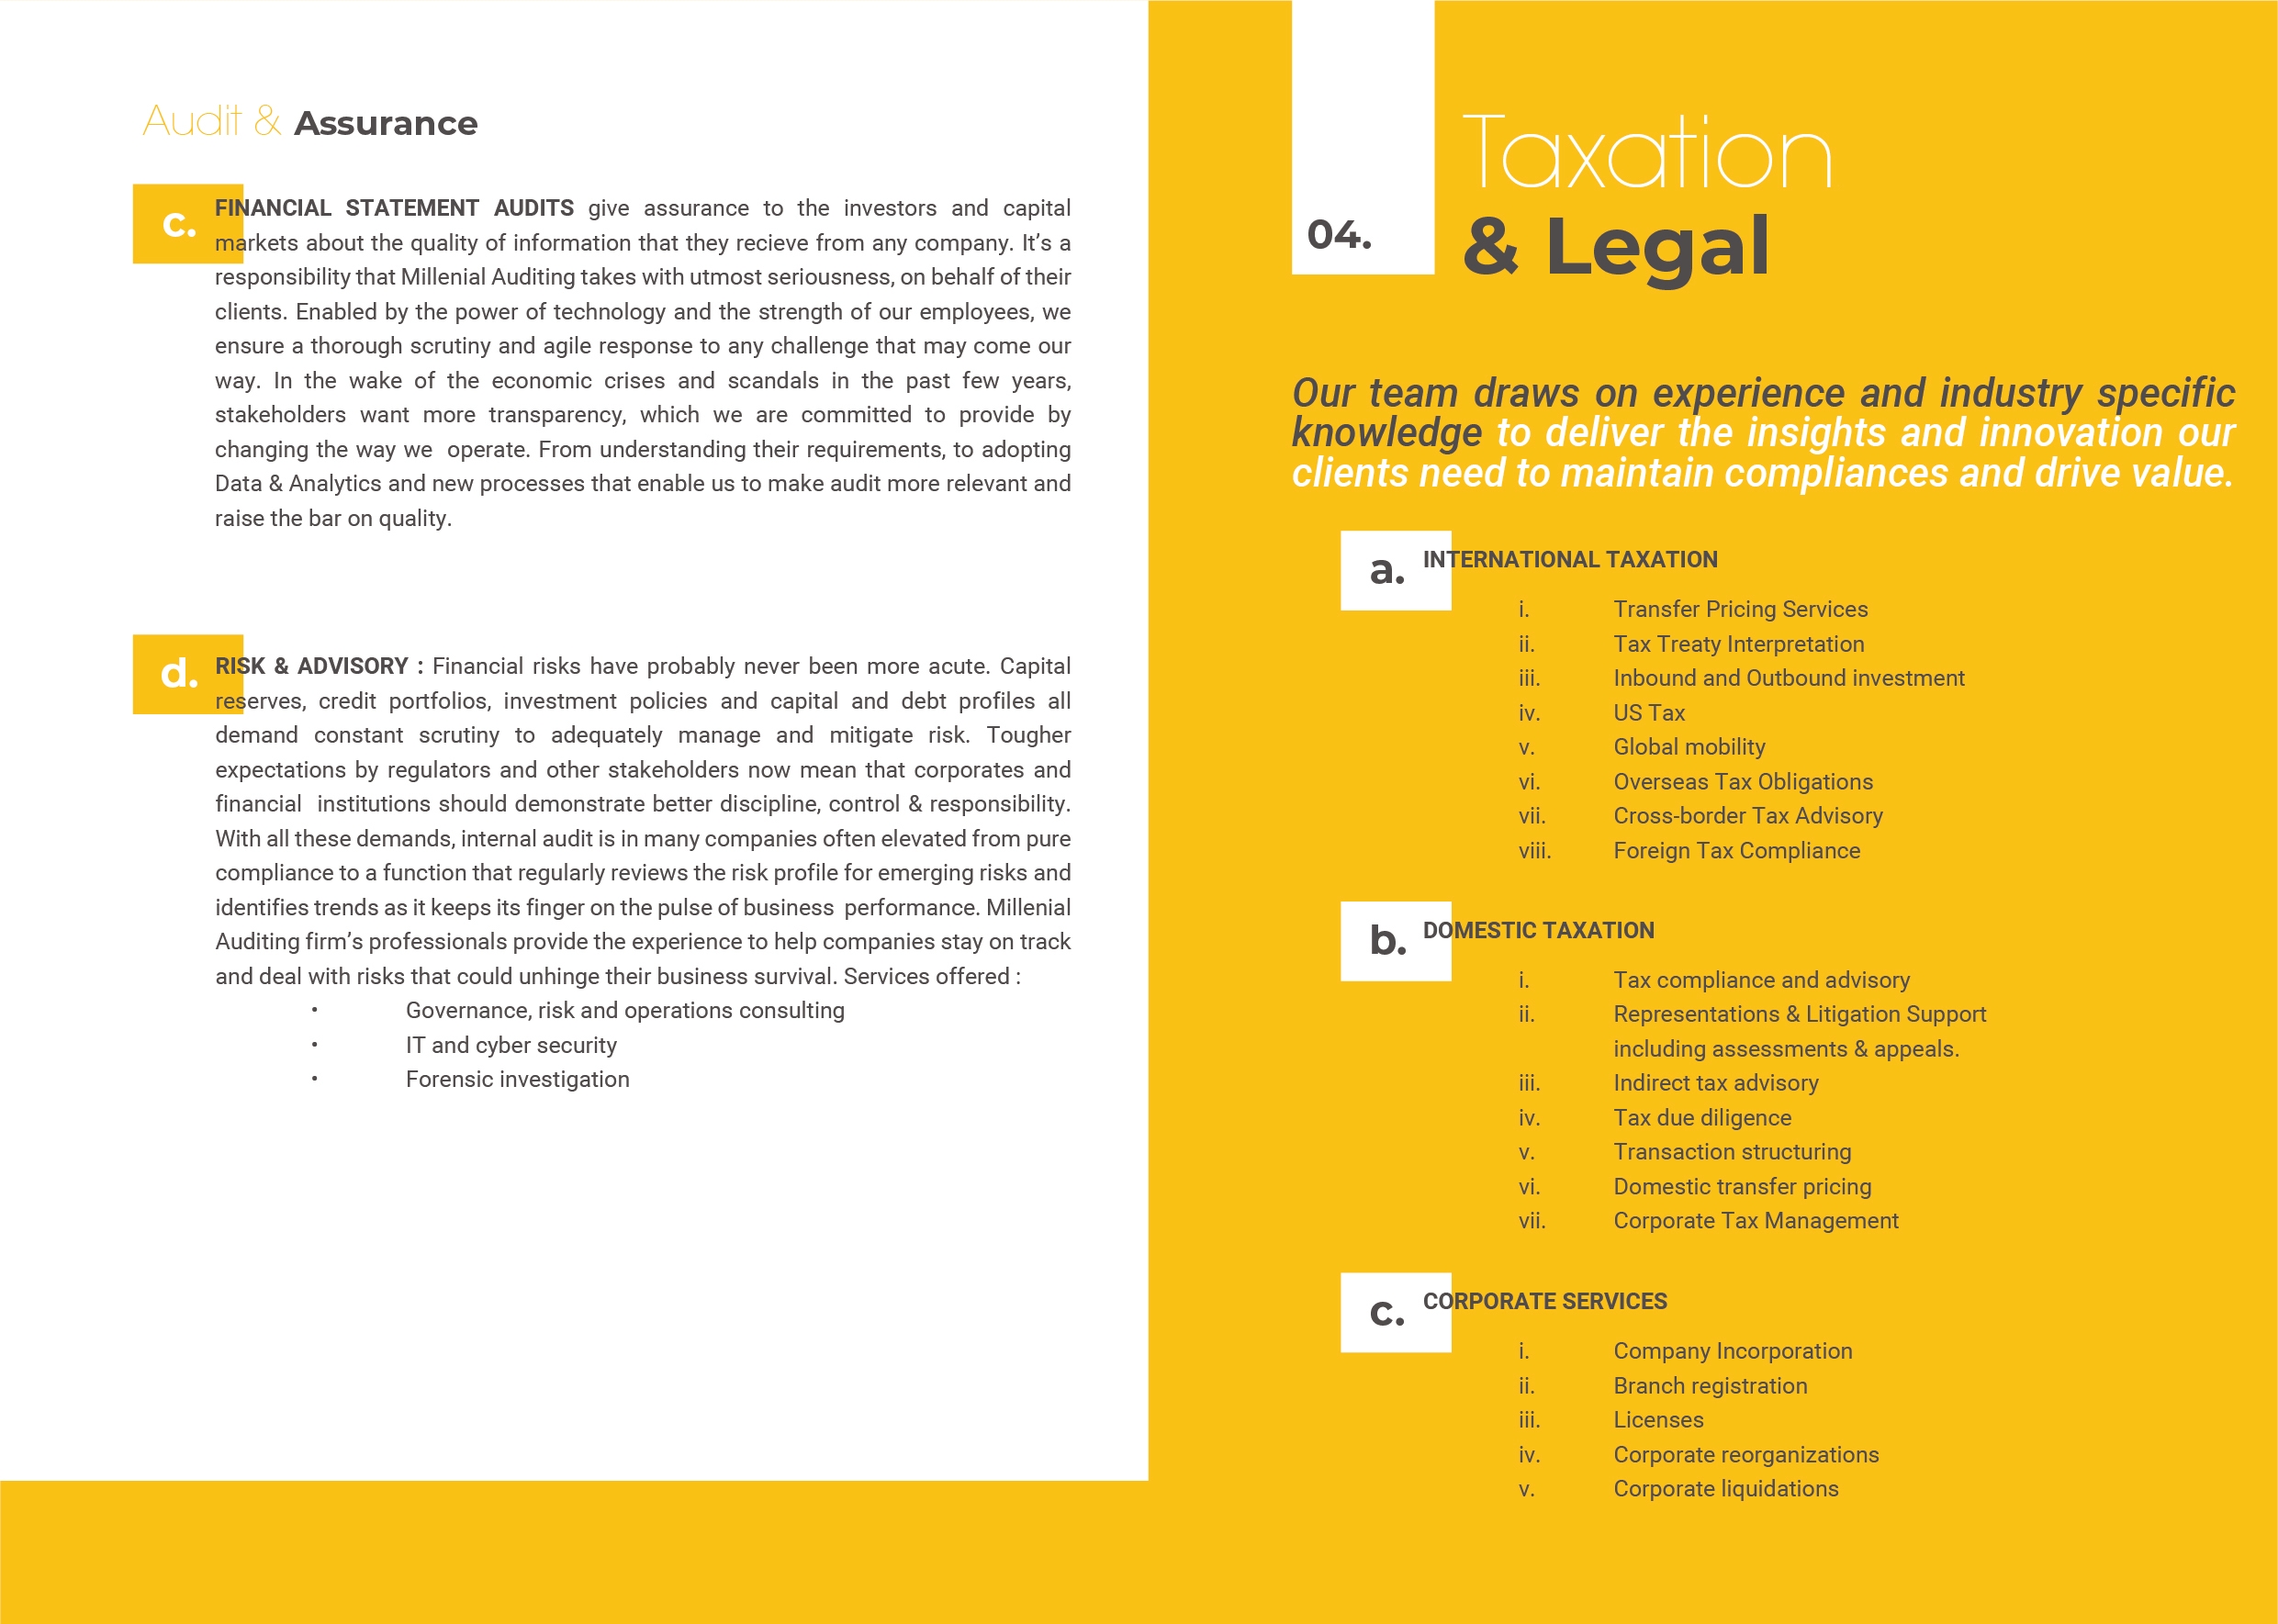 Audit & Assurance
c.
FINANCIAL STATEMENT AUDITS give assurance to the investors and capital
markets about the quality of information that they recieve from any company. It's a
responsibility that Millenial Auditing takes with utmost seriousness, on behalf of their
clients. Enabled by the power of technology and the strength of our employees, we
ensure a thorough scrutiny and agile response to any challenge that may come our
way. In the wake of the economic crises and scandals in the past few years,
stakeholders want more transparency, which we are committed to provide by
changing the way we operate. From understanding their requirements, to adopting
Data & Analytics and new processes that enable us to make audit more relevant and
raise the bar on quality.
d.
RISK & ADVISORY : Financial risks have probably never been more acute. Capital
reserves, credit portfolios, investment policies and capital and debt profiles all
demand constant scrutiny to adequately manage and mitigate risk. Tougher
expectations by regulators and other stakeholders now mean that corporates and
financial institutions should demonstrate better discipline, control & responsibility.
With all these demands, internal audit is in many companies often elevated from pure
compliance to a function that regularly reviews the risk profile for emerging risks and
identifies trends as it keeps its finger on the pulse of business performance. Millenial
Auditing firm's professionals provide the experience to help companies stay on track
and deal with risks that could unhinge their business survival. Services offered :
• Governance, risk and operations consulting
• IT and cyber security
• Forensic investigation
04.
Taxation
& Legal
Our team draws on experience and industry specific
knowledge to deliver the insights and innovation our
clients need to maintain compliances and drive value.
a.
INTERNATIONAL TAXATION
i. Transfer Pricing Services
ii. Tax Treaty Interpretation
iii. Inbound and Outbound investment
iv. US Tax
v. Global mobility
vi. Overseas Tax Obligations
vii. Cross-border Tax Advisory
viii. Foreign Tax Compliance
b.
DOMESTIC TAXATION
i. Tax compliance and advisory
ii. Representations & Litigation Support
including assessments & appeals.
iii. Indirect tax advisory
iv. Tax due diligence
v. Transaction structuring
vi. Domestic transfer pricing
vii. Corporate Tax Management
c.
CORPORATE SERVICES
i. Company Incorporation
ii. Branch registration
iii. Licenses
iv. Corporate reorganizations
v. Corporate liquidations